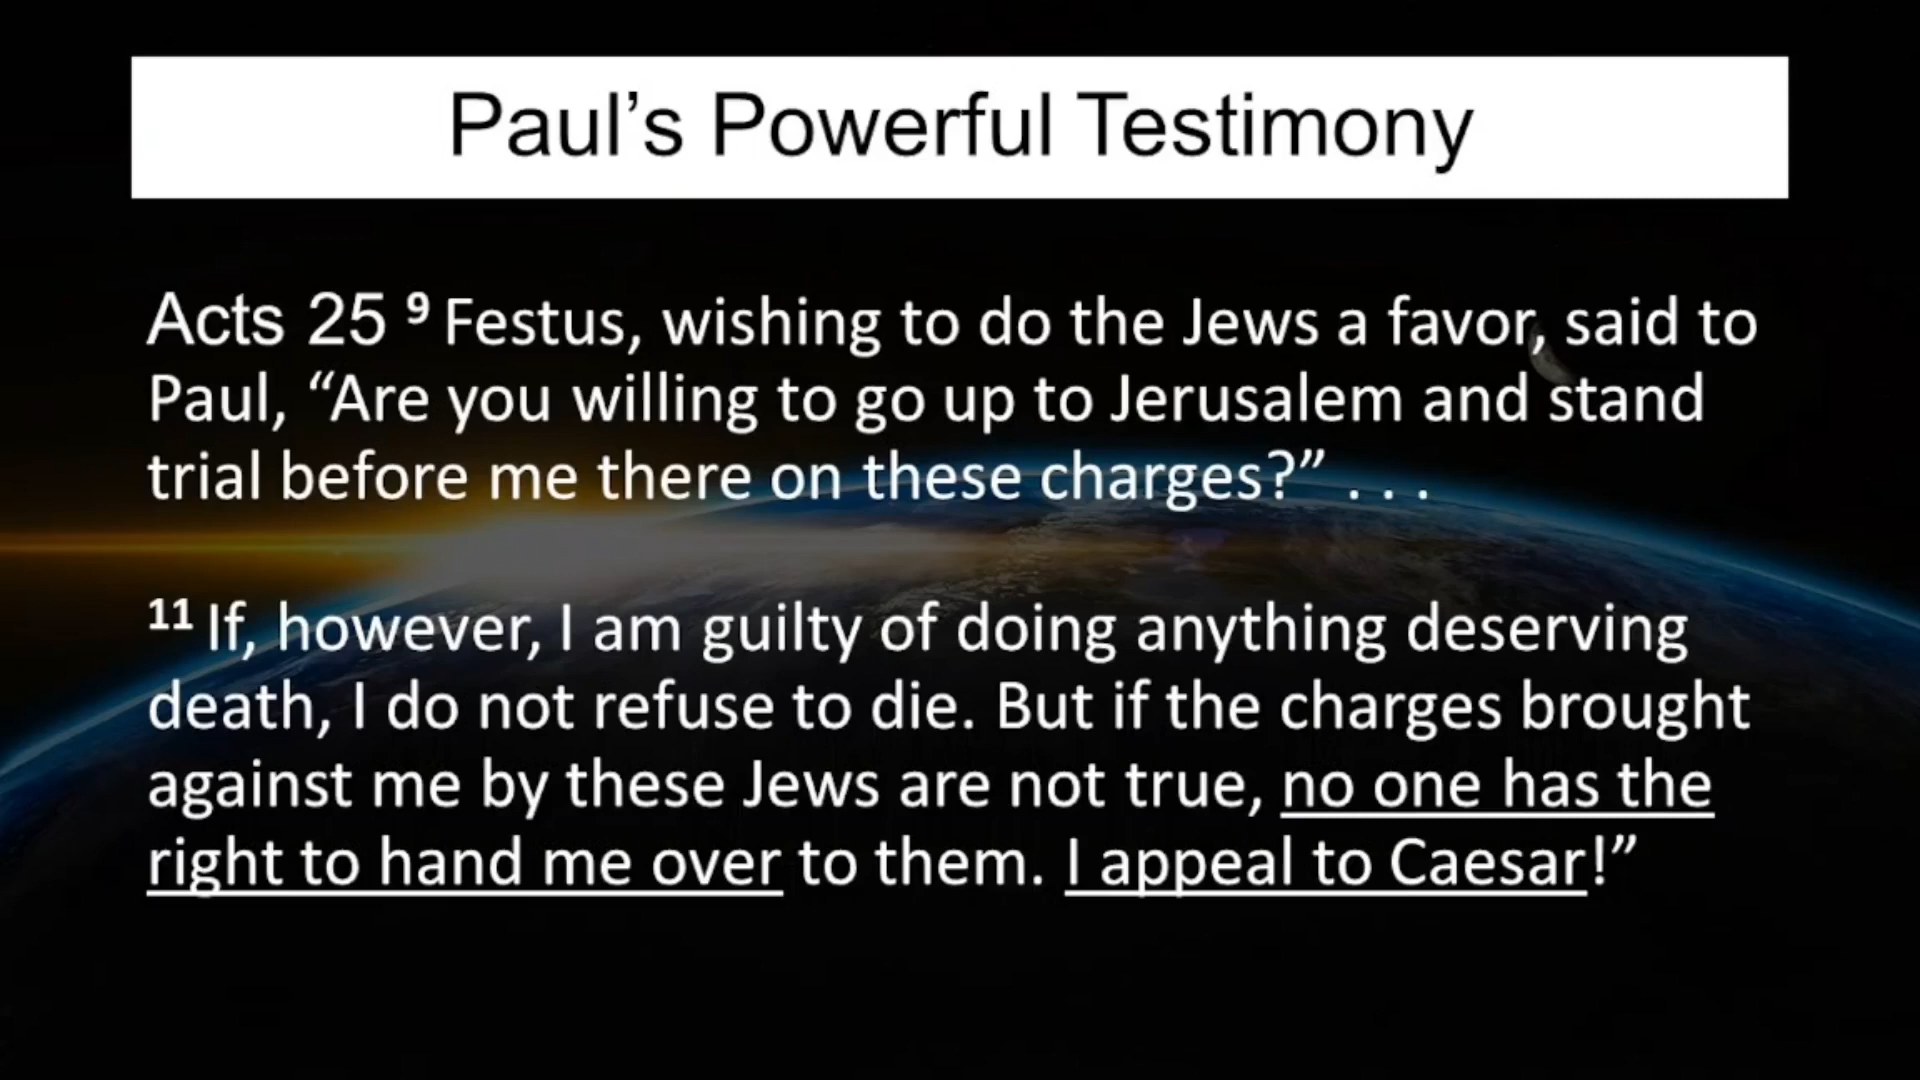 Paul’s Powerful Testimony
Acts 25 ⁹ Festus, wishing to do the Jews a favor, said to
Paul, “Are you willing to go up to Jerusalem and stand
trial before me there on these charges?” . . .
¹¹ If, however, I am guilty of doing anything deserving
death, I do not refuse to die. But if the charges brought
against me by these Jews are not true, no one has the
right to hand me over to them. I appeal to Caesar!”